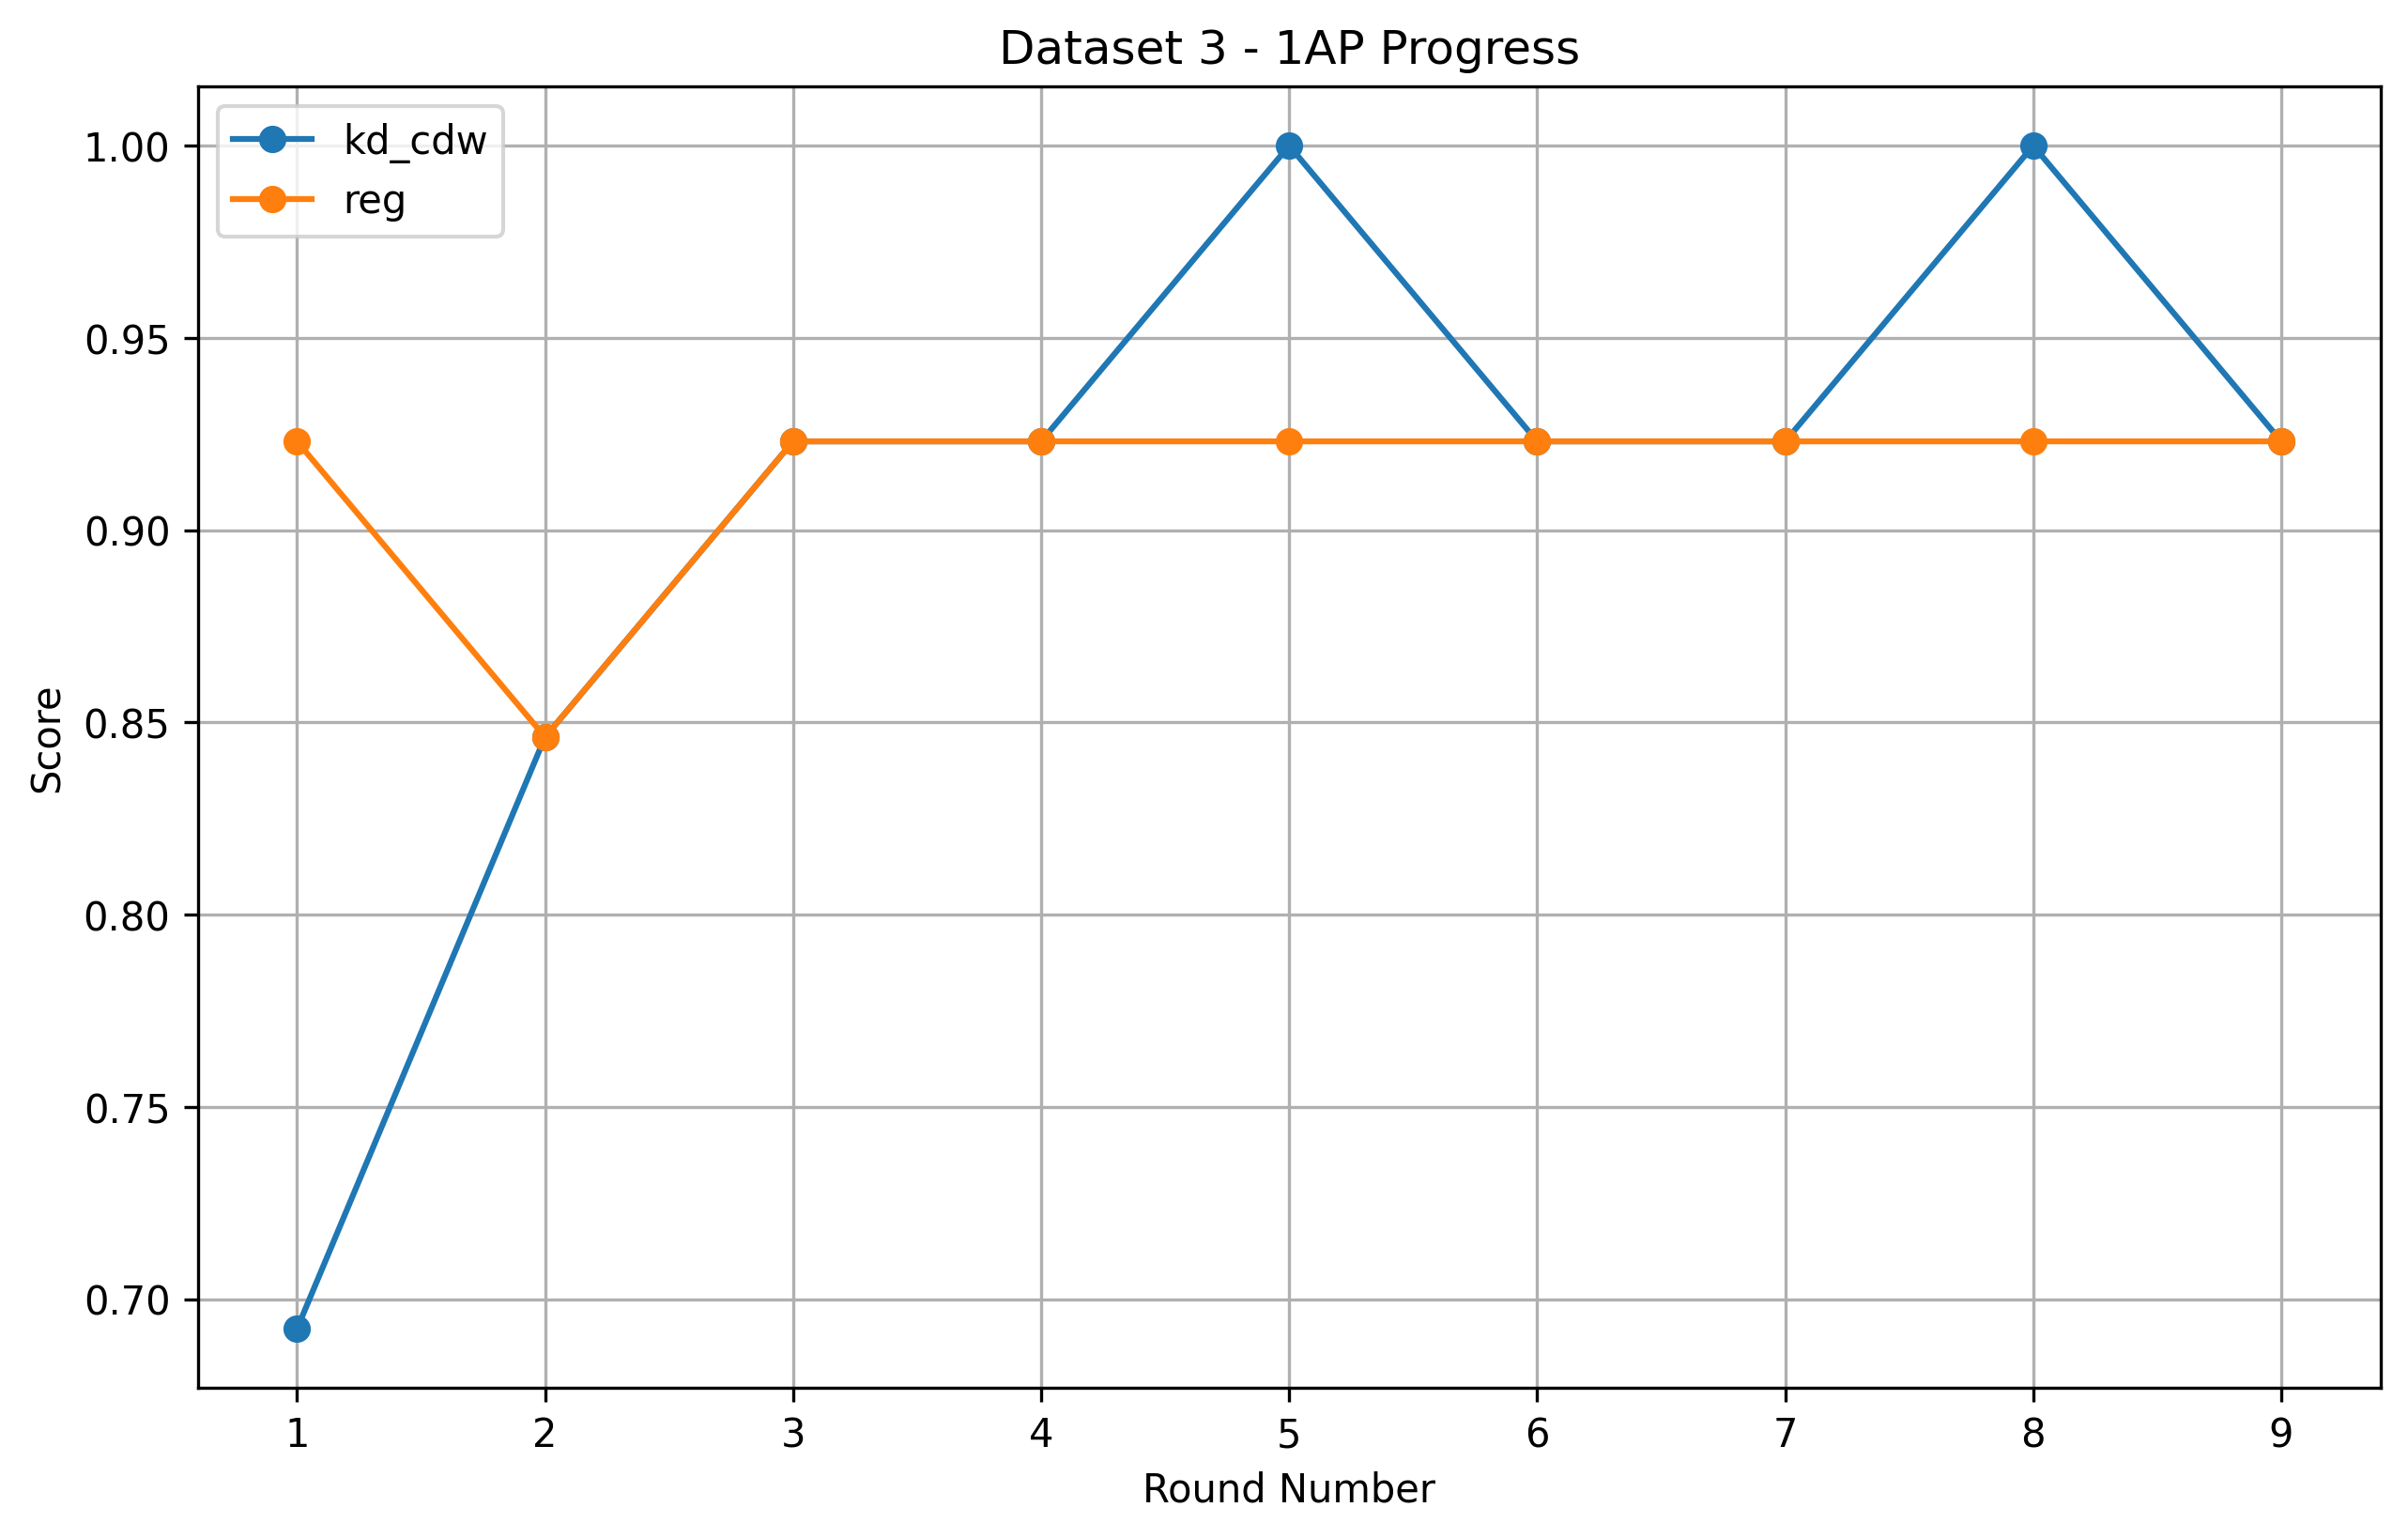 Dataset 3 - 1AP Progress
kd_cdw
reg
1.00
0.95
0.90
0.85
0.80
0.75
0.70
Score
1 2 3 4 5 6 7 8 9
Round Number